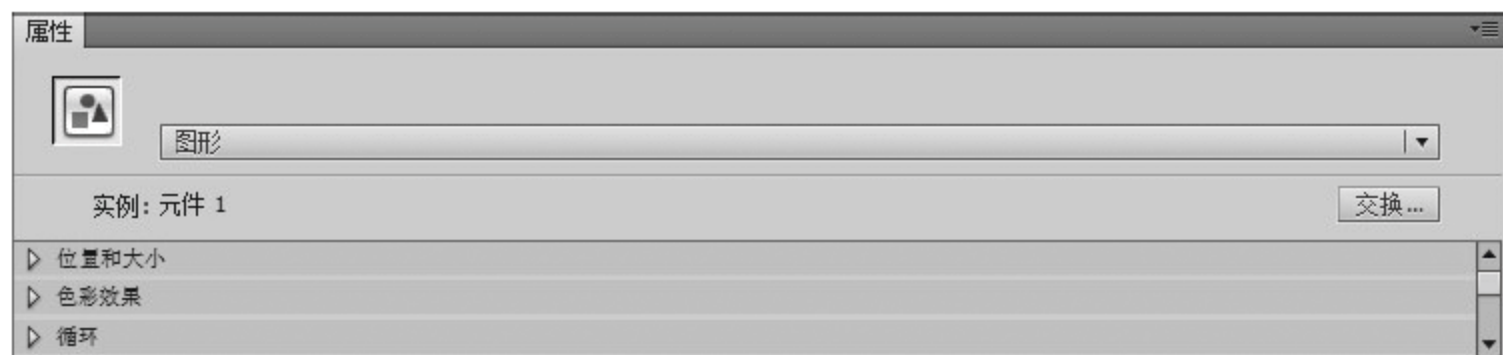 属性
图形
实例: 元件 1
交换...
位置和大小
色彩效果
循环